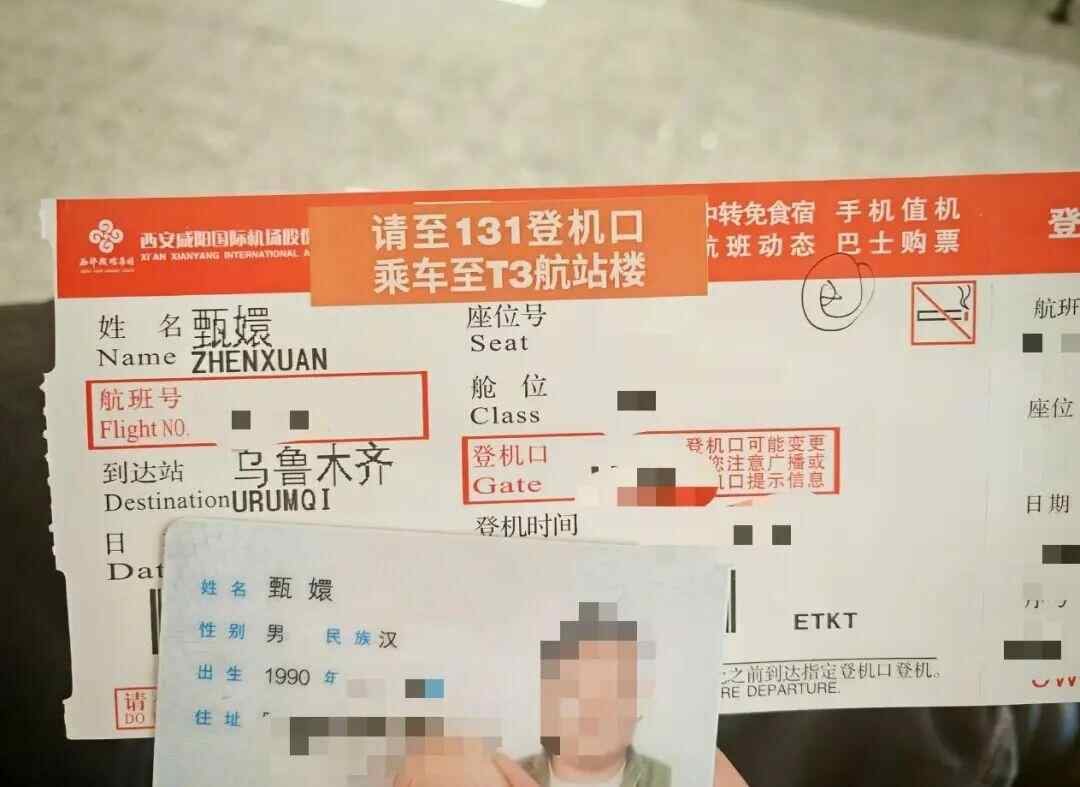 西安咸阳国际机场股份
XI'AN XIANYANG INTERNATIONAL A
请至131登机口
乘车至T3航站楼
中转免食宿 手机值机
航班动态 巴士购票
登
姓 名 甄嬛
Name ZHENXUAN
座位号
Seat
航班
航班号
Flight NO.
舱 位
Class
座位
到达站 乌鲁木齐
Destination URUMQI
登机口
Gate
登机口可能变更
您注意广播或
机口提示信息
登机时间
日期
日
Dat
ETKT
之前到达指定登机口登机。
RE DEPARTURE.
请
DO
姓名 甄嬛
性别 男 民族 汉
出生 1990 年
住址